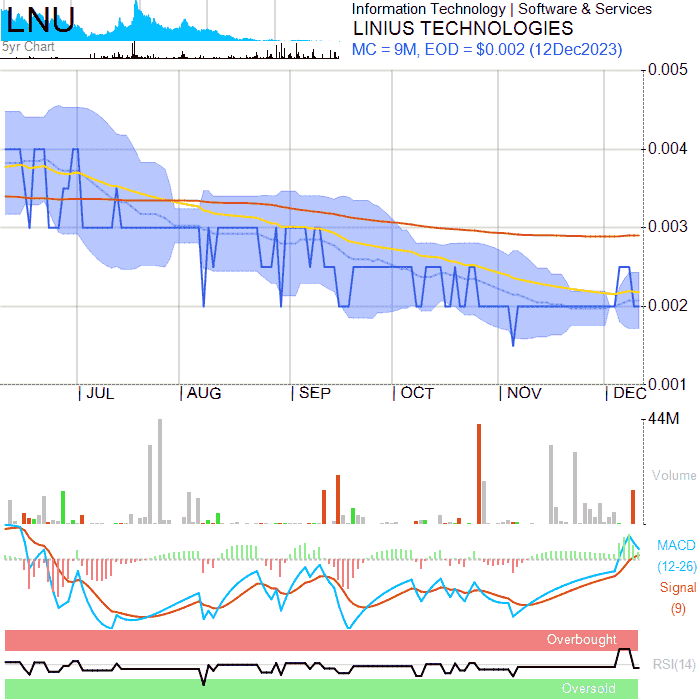 LNU
5yr Chart
Information Technology | Software & Services
LINIUS TECHNOLOGIES
MC = 9M, EOD = $0.002 (12Dec2023)
0.005
0.004
0.003
0.002
0.001
JUL
AUG
SEP
OCT
NOV
DEC
44M
Volume
MACD
(12-26)
Signal
(9)
Overbought
RSI(14)
Oversold